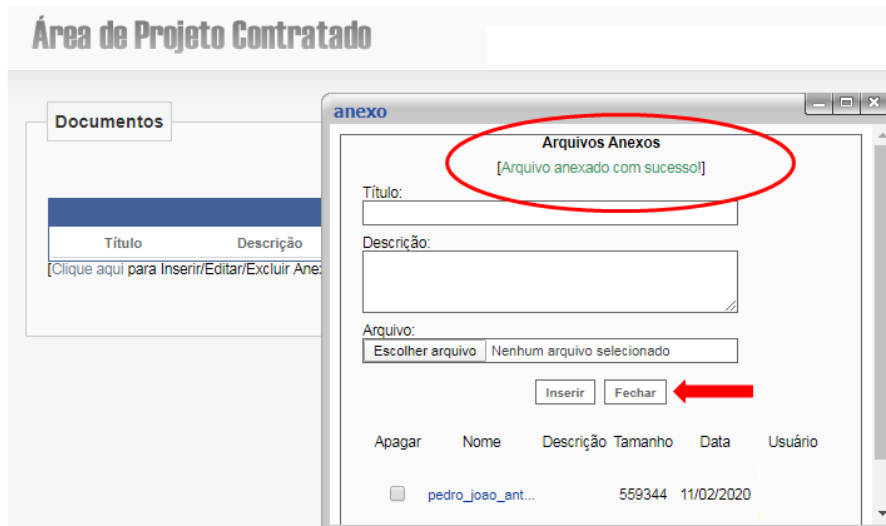 Área de Projeto Contratado
Documentos
Título Descrição
[Clique aqui para Inserir/Editar/Excluir
anexo
Arquivos Anexos
[Arquivo anexado com sucesso!]
Título:
Descrição:
Arquivo:
Escolher arquivo Nenhum arquivo selecionado
Inserir Fechar
Apagar Nome Descrição Tamanho Data Usuário
pedro_joao_ant... 559344 11/02/2020